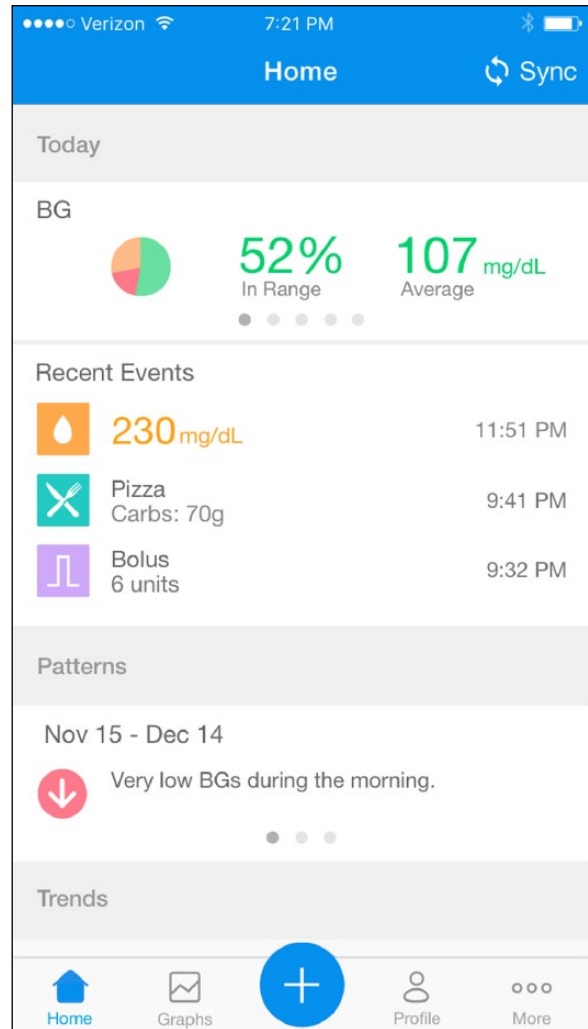 Verizon 7:21 PM
Home Sync
Today
BG
52% 107 mg/dL
In Range Average
Recent Events
230 mg/dL 11:51 PM
Pizza
Carbs: 70g 9:41 PM
Bolus
6 units 9:32 PM
Patterns
Nov 15 - Dec 14
Very low BGs during the morning.
Trends
Home Graphs Profile More